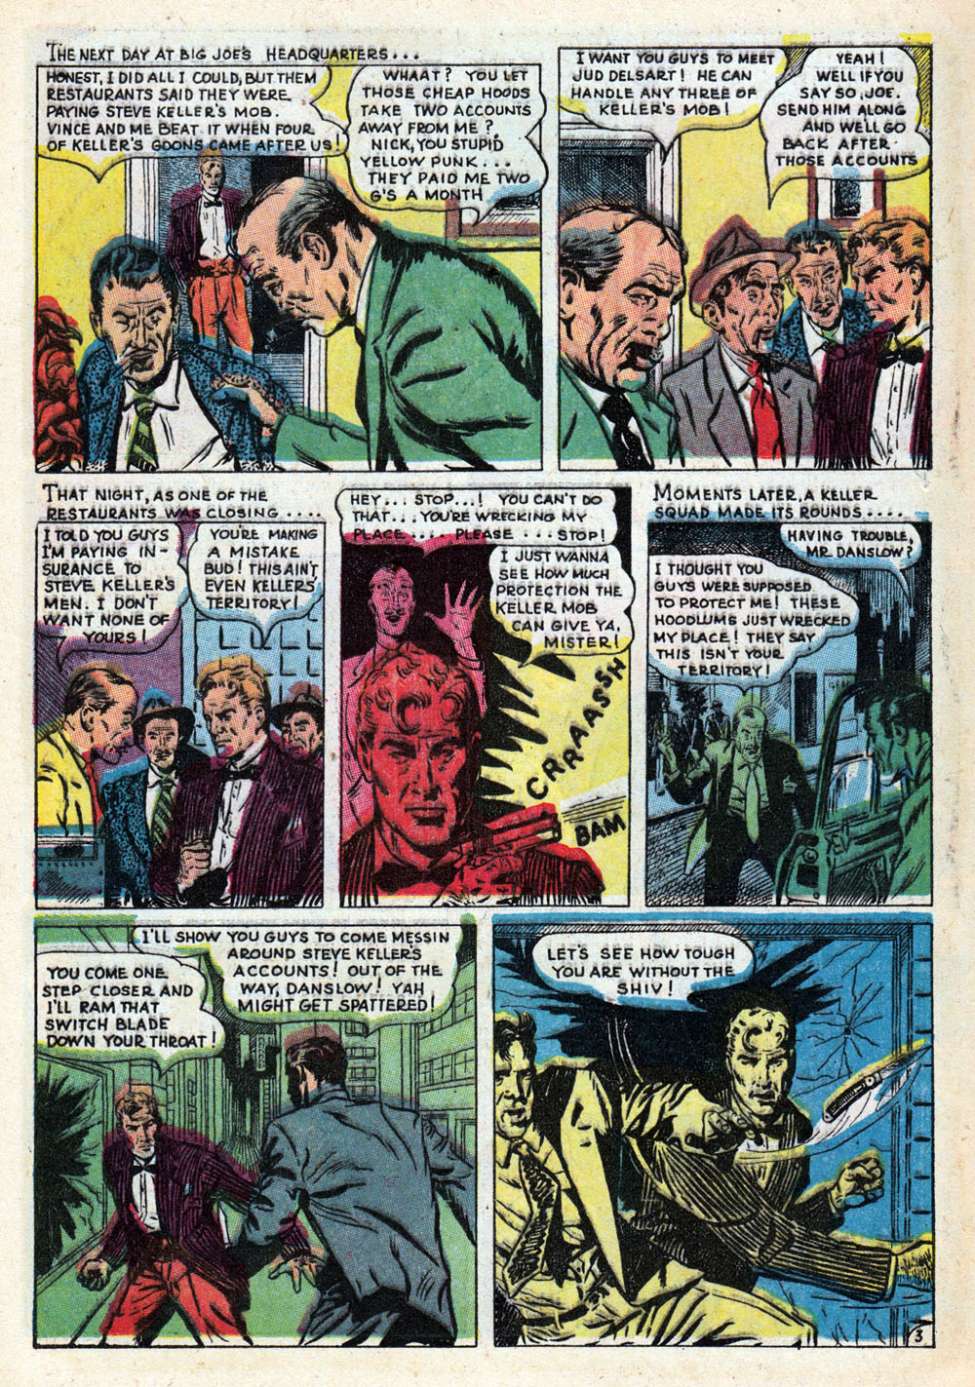 THE NEXT DAY AT BIG JOE'S HEADQUARTERS...
HONEST, I DID ALL I COULD, BUT THEM
RESTAURANTS SAID THEY WERE
PAYING STEVE KELLER'S MOB.
VINCE AND ME BEAT IT WHEN FOUR
OF KELLER'S GOONS CAME AFTER US!
WHAAT? YOU LET
THOSE CHEAP HOODS
TAKE TWO ACCOUNTS
AWAY FROM ME?
NICK, YOU STUPID
YELLOW PUNK...
THEY PAID ME TWO
G'S A MONTH
I WANT YOU GUYS TO MEET
JUD DELSART! HE CAN
HANDLE ANY THREE OF
KELLER'S MOB!
YEAH!
WELL IF YOU
SAY SO, JOE.
SEND HIM ALONG
AND WE'LL GO
BACK AFTER
THOSE ACCOUNTS
THAT NIGHT, AS ONE OF THE
RESTAURANTS WAS CLOSING....
I TOLD YOU GUYS
I'M PAYING IN-
SURANCE TO
STEVE KELLER'S
MEN. I DON'T
WANT NONE OF
YOURS!
YOU'RE MAKING
A MISTAKE
BUD! THIS AIN'T
EVEN KELLERS'
TERRITORY!
HEY... STOP...! YOU CAN'T DO
THAT... YOU'RE WRECKING MY
PLACE.... PLEASE... STOP!
I JUST WANNA
SEE HOW MUCH
PROTECTION THE
KELLER MOB
CAN GIVE YA,
MISTER!
CRRAASSH
BAM
MOMENTS LATER, A KELLER
SQUAD MADE ITS ROUNDS....
HAVING TROUBLE,
MR. DANSLOW?
I THOUGHT YOU
GUYS WERE SUPPOSED
TO PROTECT ME! THESE
HOODLUMS JUST WRECKED
MY PLACE! THEY SAY
THIS ISN'T YOUR
TERRITORY!
YOU COME ONE
STEP CLOSER AND
I'LL RAM THAT
SWITCH BLADE
DOWN YOUR THROAT!
I'LL SHOW YOU GUYS TO COME MESSIN
AROUND STEVE KELLER'S
ACCOUNTS! OUT OF THE
WAY, DANSLOW! YAH
MIGHT GET SPATTERED!
LET'S SEE HOW TOUGH
YOU ARE WITHOUT THE
SHIV!
3